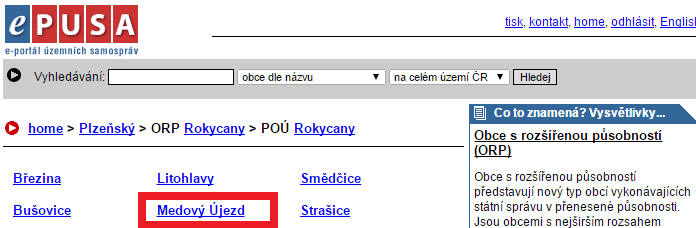 ePUSA
e-portál územních samospráv
tisk, kontakt, home, odhlásit, Englis
Vyhledávání: obce dle názvu na celém území ČR Hledej
home > Plzeňský > ORP Rokycany > POÚ Rokycany
Březina Litohlavy Smědčice
Bušovice Medový Újezd Strašice
Co to znamená? Vysvětlivky...
Obce s rozšířenou působností
(ORP)
Obce s rozšířenou působností
představují nový typ obcí vykonávajících
státní správu v přenesené působnosti.
Jsou obcemi s nejširším rozsahem